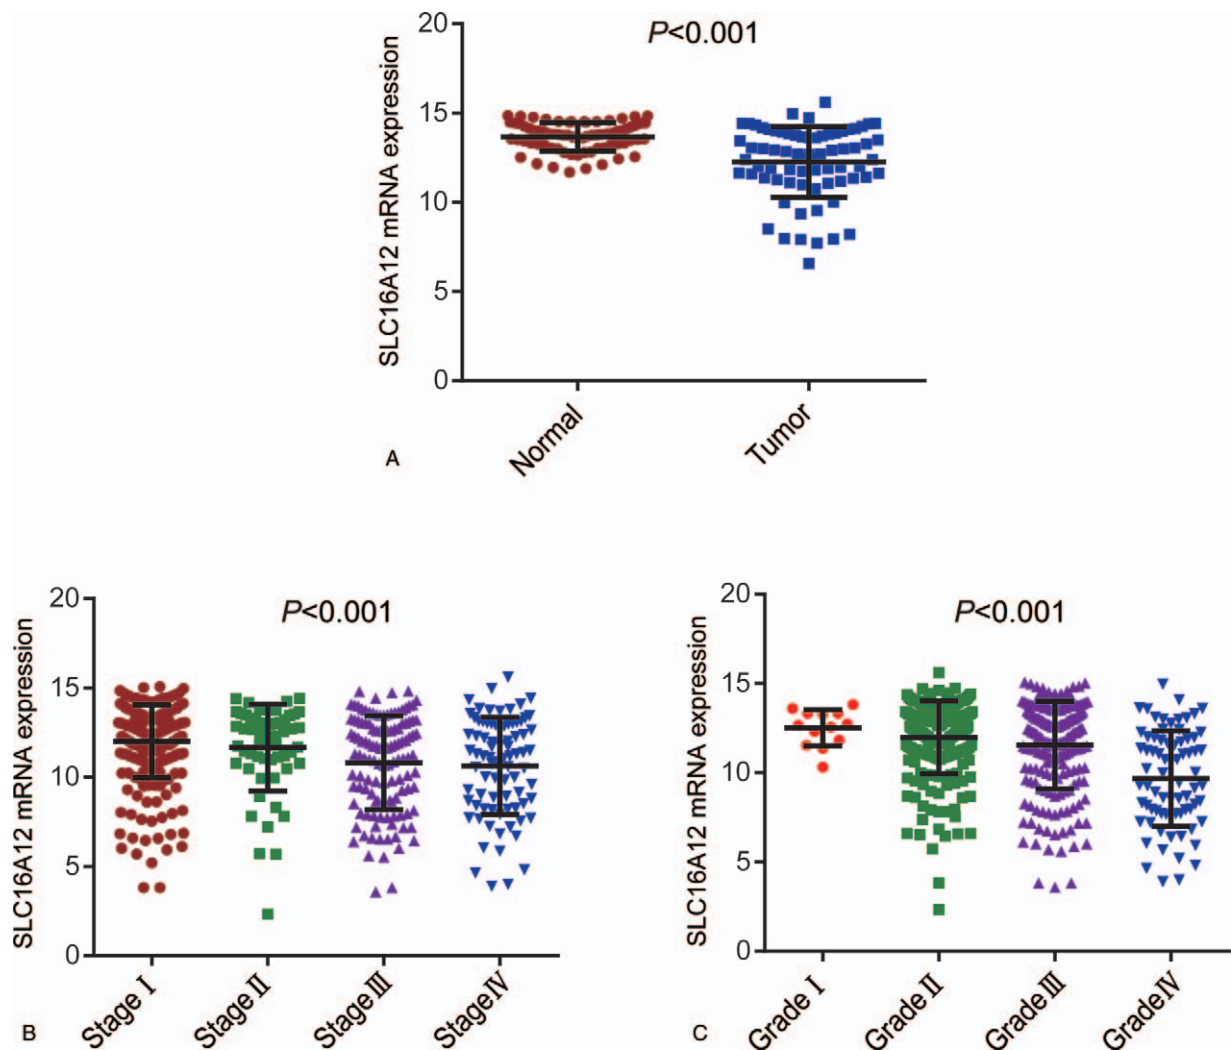 20
P<0.001
15
10
5
0
SLC16A12 mRNA expression
Normal
Tumor
A
20
P<0.001
15
10
5
0
SLC16A12 mRNA expression
Stage I
Stage II
Stage III
Stage IV
B
20
P<0.001
15
10
5
0
SLC16A12 mRNA expression
Grade I
Grade II
Grade III
Grade IV
C